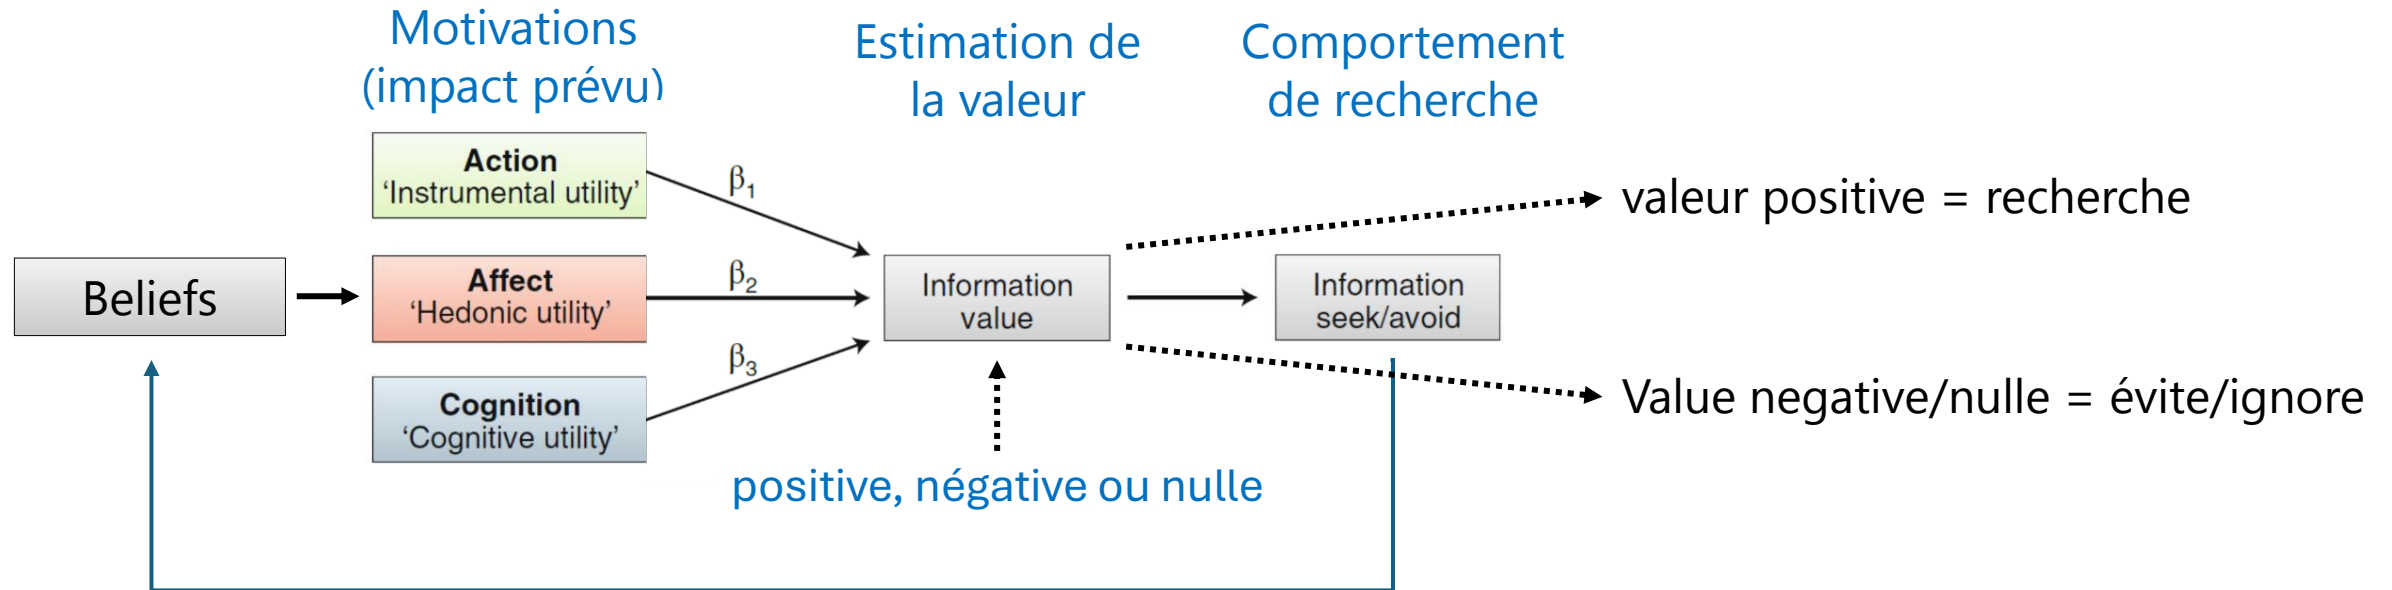 Motivations
(impact prévu)
Estimation de
la valeur
Comportement
de recherche
Action
‘Instrumental utility’
β1
valeur positive = recherche
Beliefs
Affect
‘Hedonic utility’
β2
Information
value
Information
seek/avoid
β3
Cognition
‘Cognitive utility’
Value negative/nulle = évite/ignore
positive, négative ou nulle